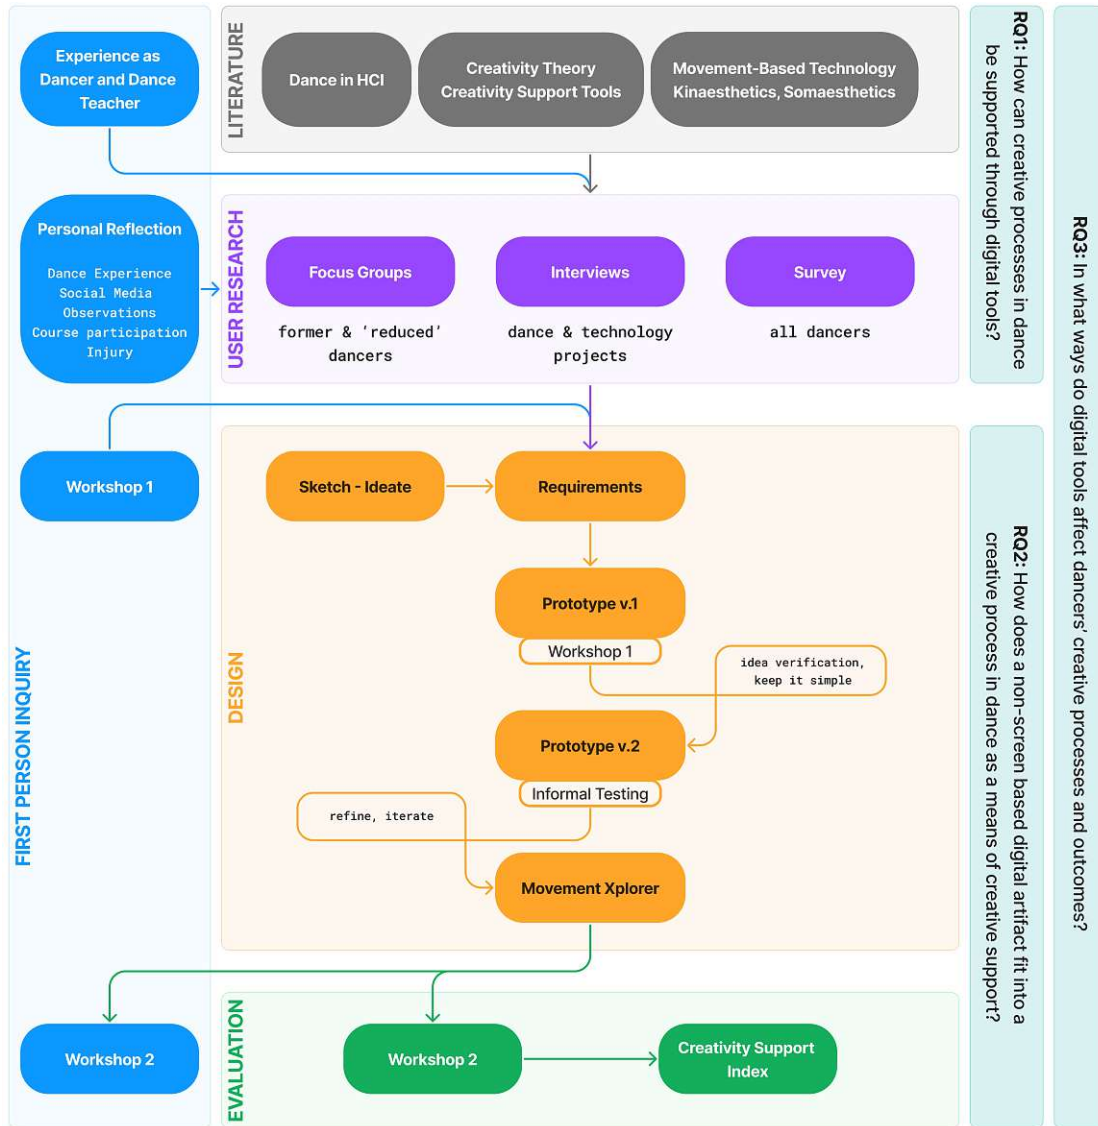 FIRST PERSON INQUIRY
Experience as
Dancer and Dance
Teacher
Personal Reflection
Dance Experience
Social Media
Observations
Course participation
Injury
Workshop 1
Workshop 2
LITERATURE
Dance in HCI
Creativity Theory
Creativity Support Tools
Movement-Based Technology
Kinaesthetics, Somaesthetics
USER RESEARCH
Focus Groups
former & ‘reduced’
dancers
Interviews
dance & technology
projects
Survey
all dancers
DESIGN
Sketch - Ideate
Requirements
Prototype v.1
Workshop 1
idea verification,
keep it simple
Prototype v.2
Informal Testing
refine, iterate
Movement Xplorer
EVALUATION
Workshop 2
Creativity Support
Index
RQ1: How can creative processes in dance
be supported through digital tools?
RQ2: How does a non-screen based digital artifact fit into a
creative process in dance as a means of creative support?
RQ3: In what ways do digital tools affect dancers’ creative processes and outcomes?